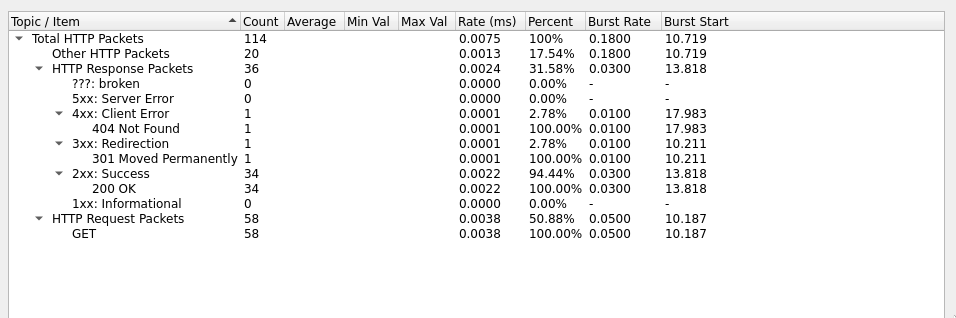 Topic / Item Count Average Min Val Max Val Rate (ms) Percent Burst Rate Burst Start
Total HTTP Packets 114 0.0075 100% 0.1800 10.719
Other HTTP Packets 20 0.0013 17.54% 0.1800 10.719
HTTP Response Packets 36 0.0024 31.58% 0.0300 13.818
???: broken 0 0.0000 0.00% - -
5xx: Server Error 0 0.0000 0.00% - -
4xx: Client Error 1 0.0001 2.78% 0.0100 17.983
404 Not Found 1 0.0001 100.00% 0.0100 17.983
3xx: Redirection 1 0.0001 2.78% 0.0100 10.211
301 Moved Permanently 1 0.0001 100.00% 0.0100 10.211
2xx: Success 34 0.0022 94.44% 0.0300 13.818
200 OK 34 0.0022 100.00% 0.0300 13.818
1xx: Informational 0 0.0000 0.00% - -
HTTP Request Packets 58 0.0038 50.88% 0.0500 10.187
GET 58 0.0038 100.00% 0.0500 10.187